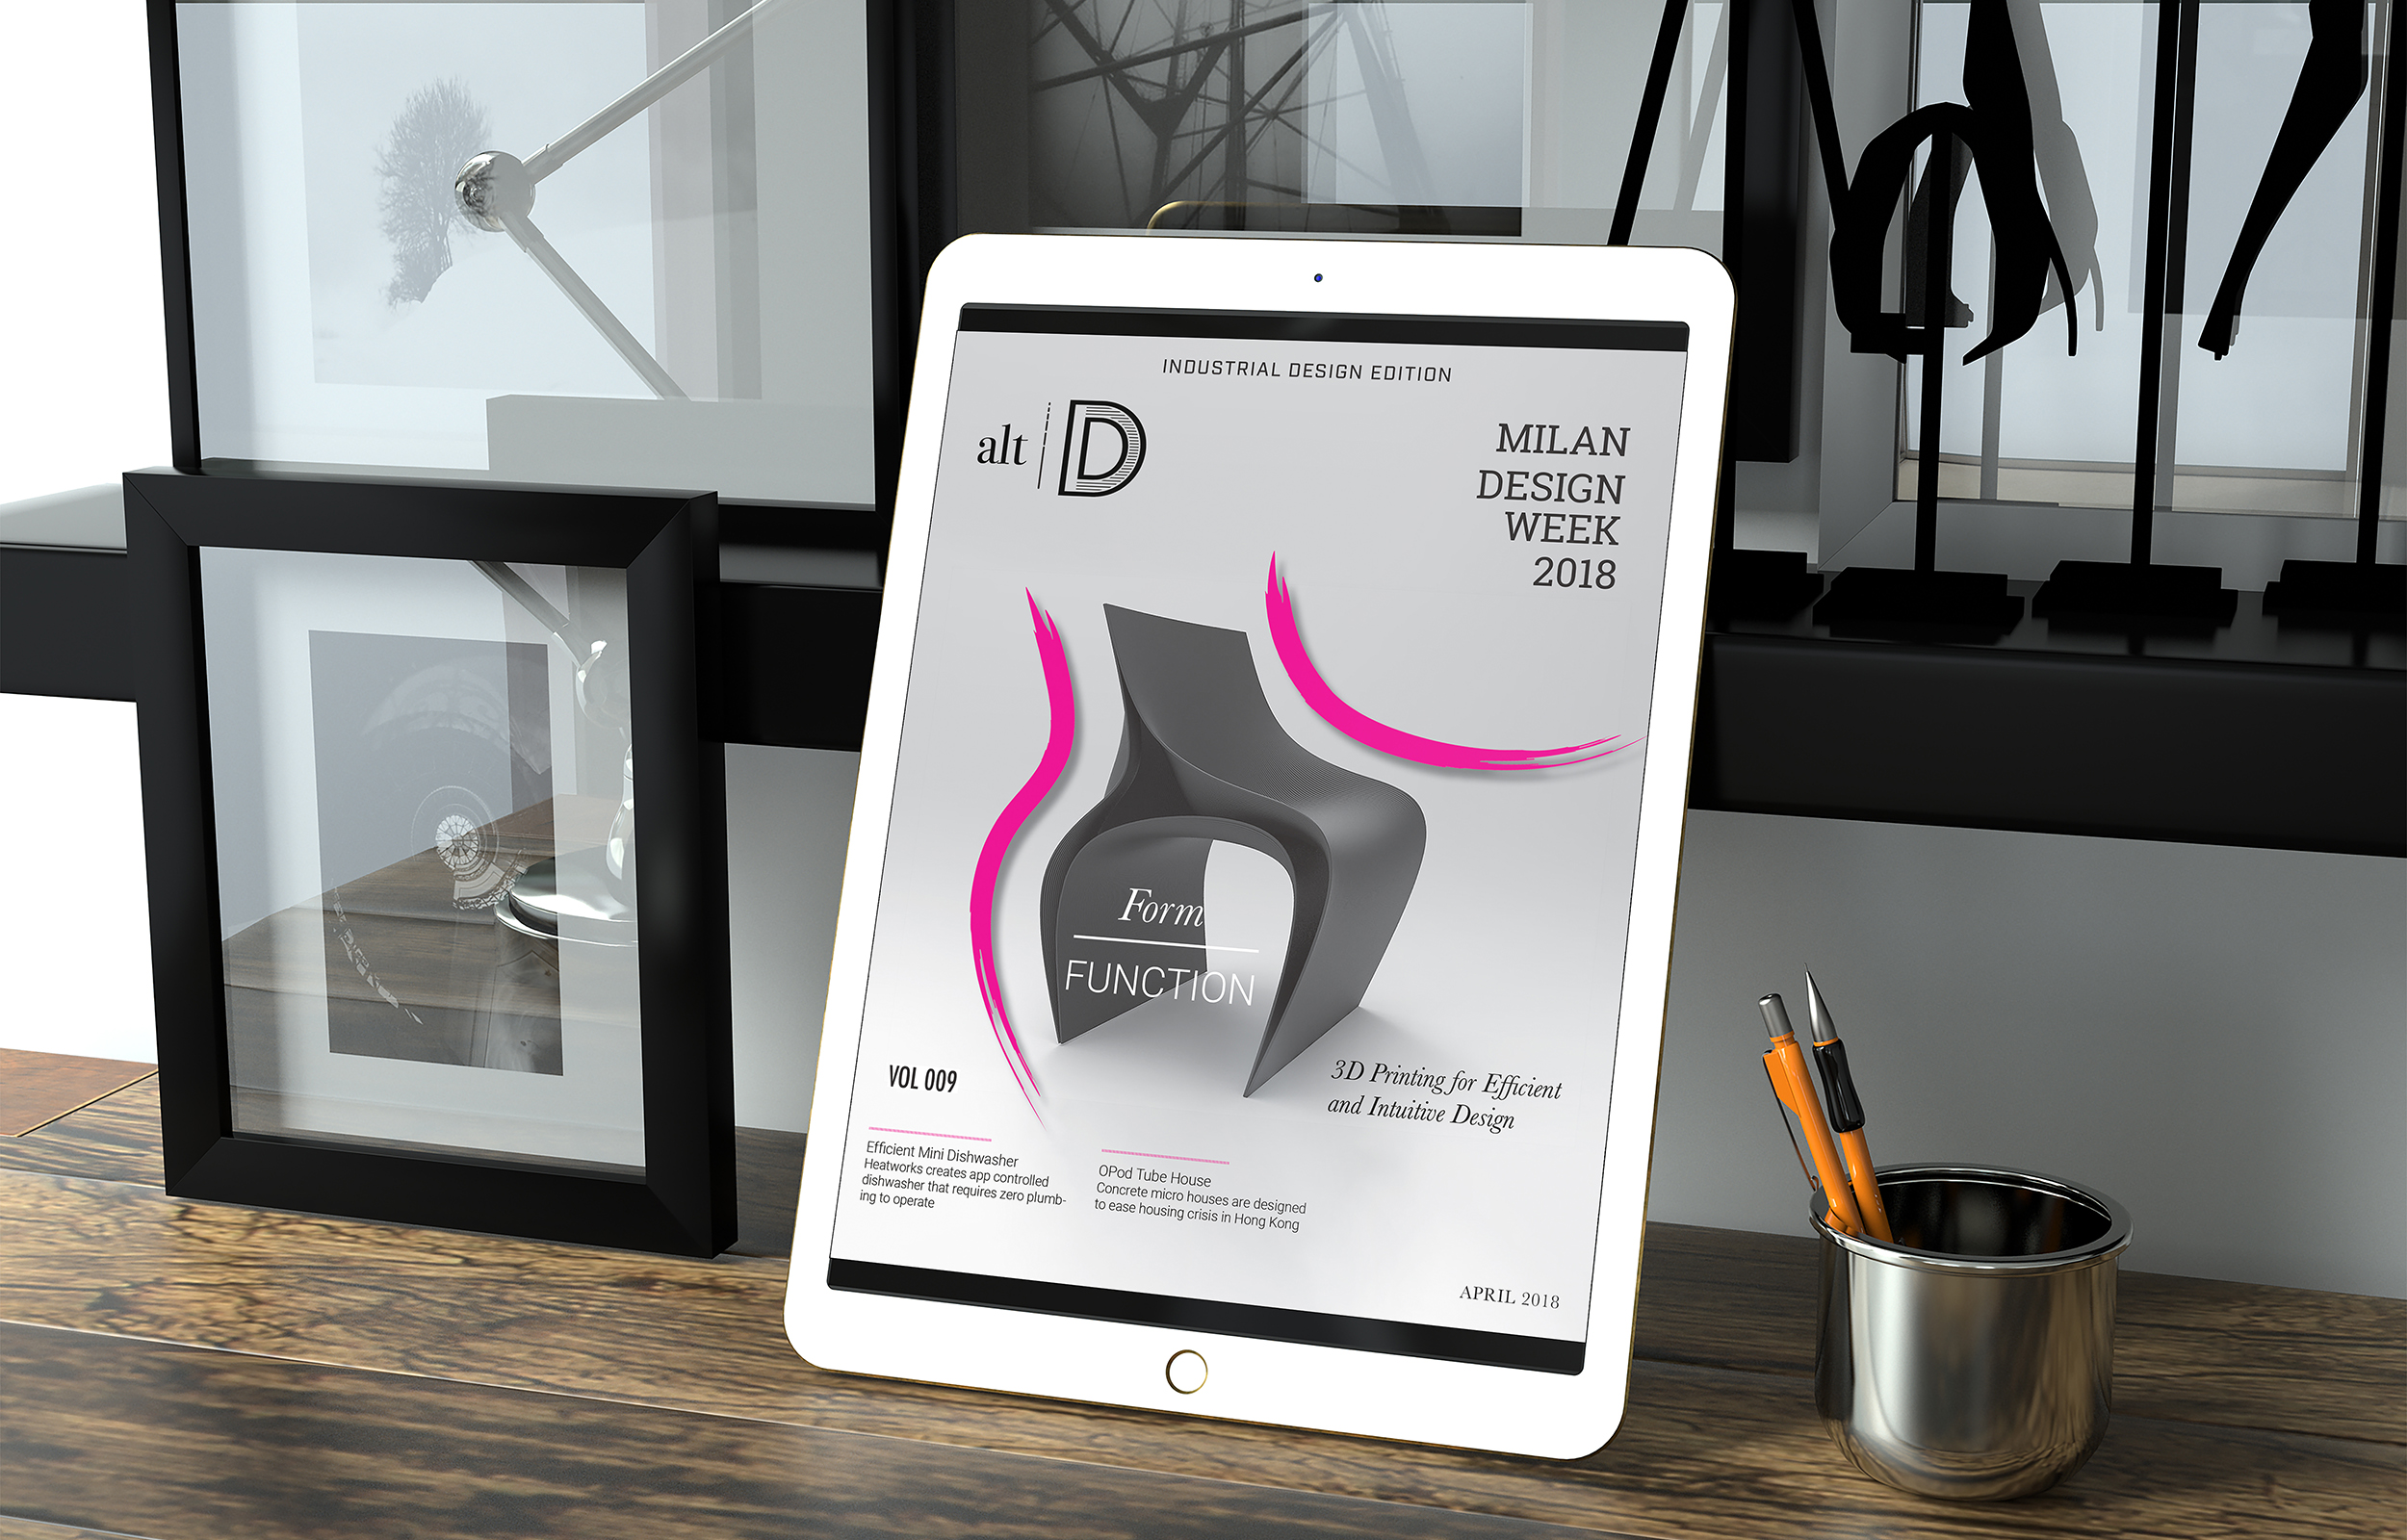 INDUSTRIAL DESIGN EDITION
alt D
MILAN
DESIGN
WEEK
2018
Form
FUNCTION
VOL 009
3D Printing for Efficient
and Intuitive Design
Efficient Mini Dishwasher
Heatworks creates app controlled
dishwasher that requires zero plumb-
ing to operate
OPod Tube House
Concrete micro houses are designed
to ease housing crisis in Hong Kong
APRIL 2018